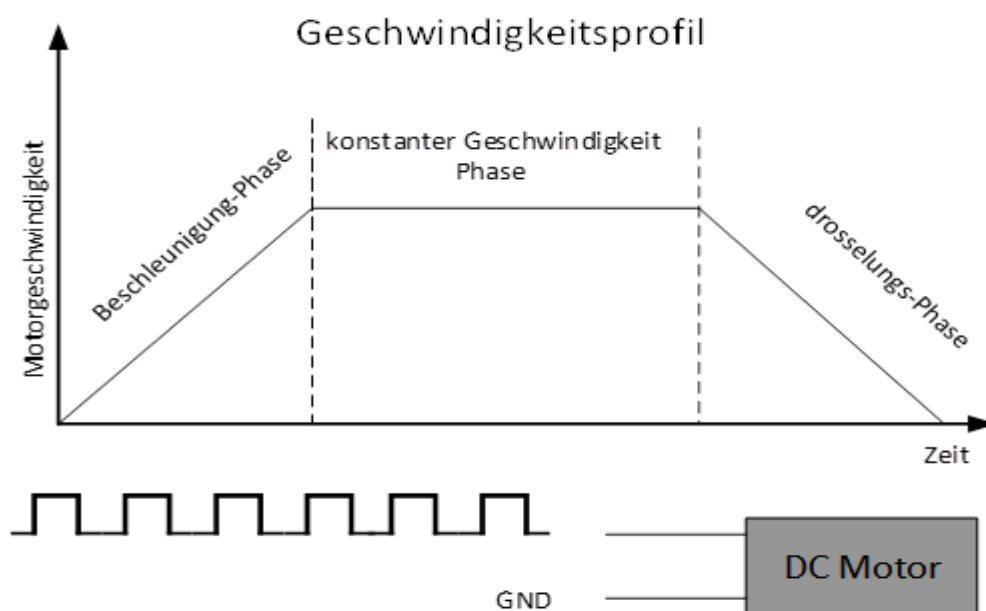 Geschwindigkeitsprofil
Motorgeschwindigkeit
Beschleunigung-Phase
konstanter Geschwindigkeit
Phase
drosselungs-Phase
Zeit
DC Motor
GND